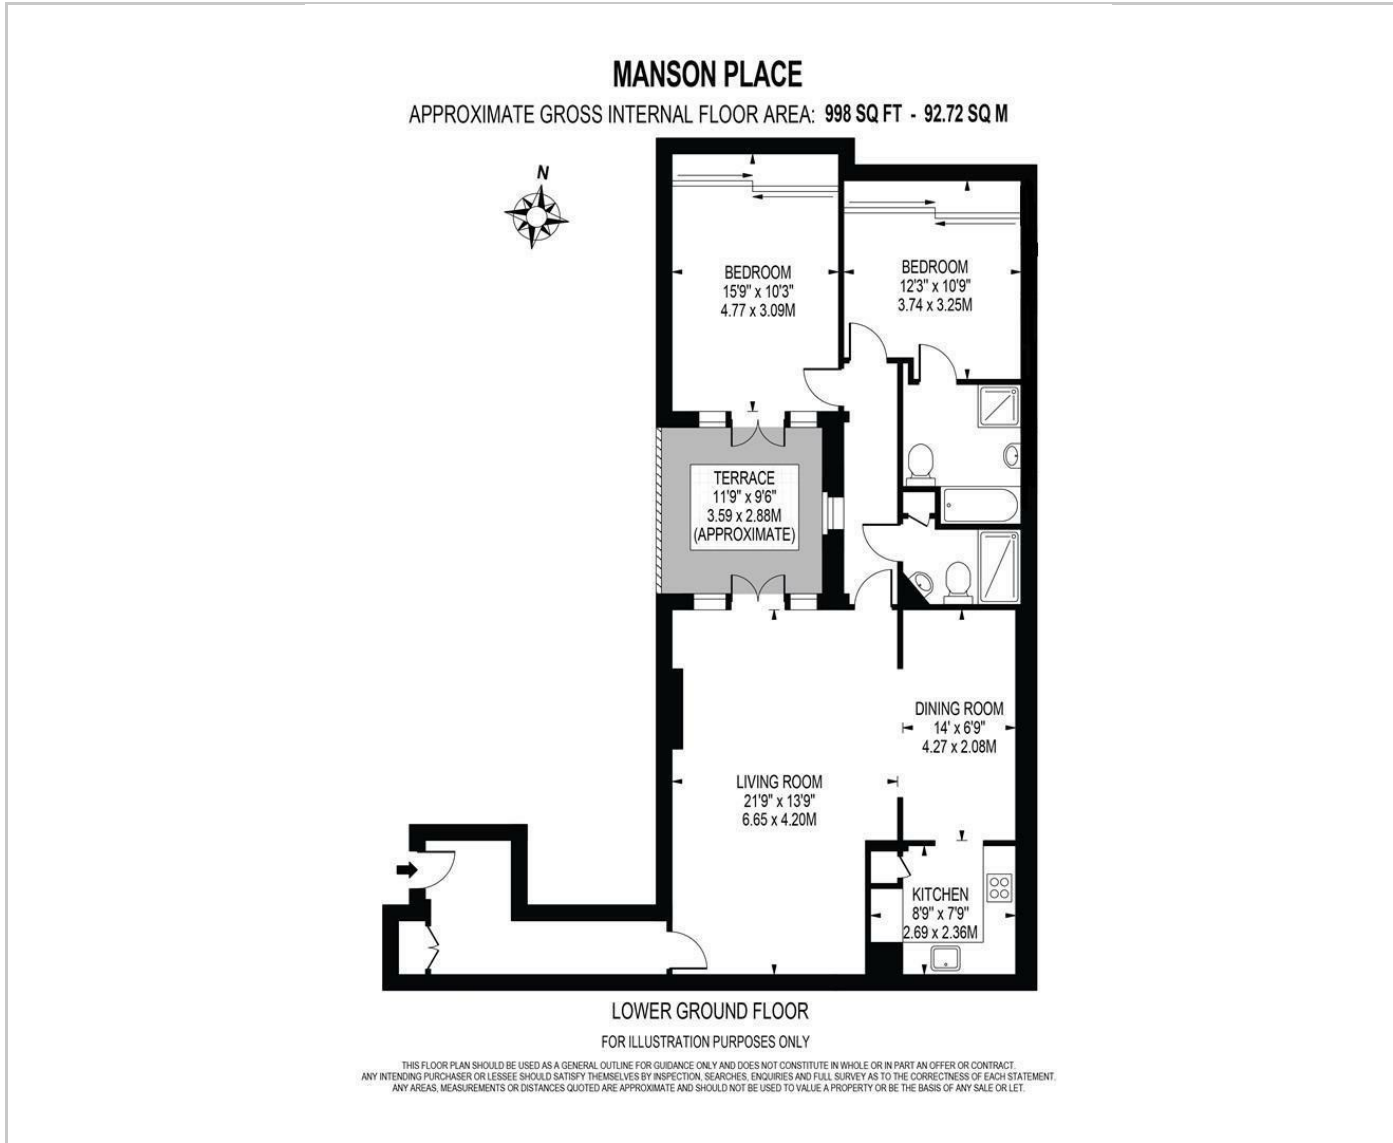 MANSON PLACE
APPROXIMATE GROSS INTERNAL FLOOR AREA: 998 SQ FT - 92.72 SQ M
N
BEDROOM
15'9" x 10'3"
4.77 x 3.09M
BEDROOM
12'3" x 10'9"
3.74 x 3.25M
TERRACE
11'9" x 9'6"
3.59 x 2.88M
(APPROXIMATE)
DINING ROOM
14' x 6'9"
4.27 x 2.08M
LIVING ROOM
21'9" x 13'9"
6.65 x 4.20M
KITCHEN
8'9" x 7'9"
2.69 x 2.36M
LOWER GROUND FLOOR
FOR ILLUSTRATION PURPOSES ONLY
THIS FLOOR PLAN SHOULD BE USED AS A GENERAL OUTLINE FOR GUIDANCE ONLY AND DOES NOT CONSTITUTE IN WHOLE OR IN PART AN OFFER OR CONTRACT.
ANY INTENDING PURCHASER OR LESSEE SHOULD SATISFY THEMSELVES BY INSPECTION, SEARCHES, ENQUIRIES AND FULL SURVEY AS TO THE CORRECTNESS OF EACH STATEMENT.
ANY AREAS, MEASUREMENTS OR DISTANCES QUOTED ARE APPROXIMATE AND SHOULD NOT BE USED TO VALUE A PROPERTY OR BE THE BASIS OF ANY SALE OR LET.